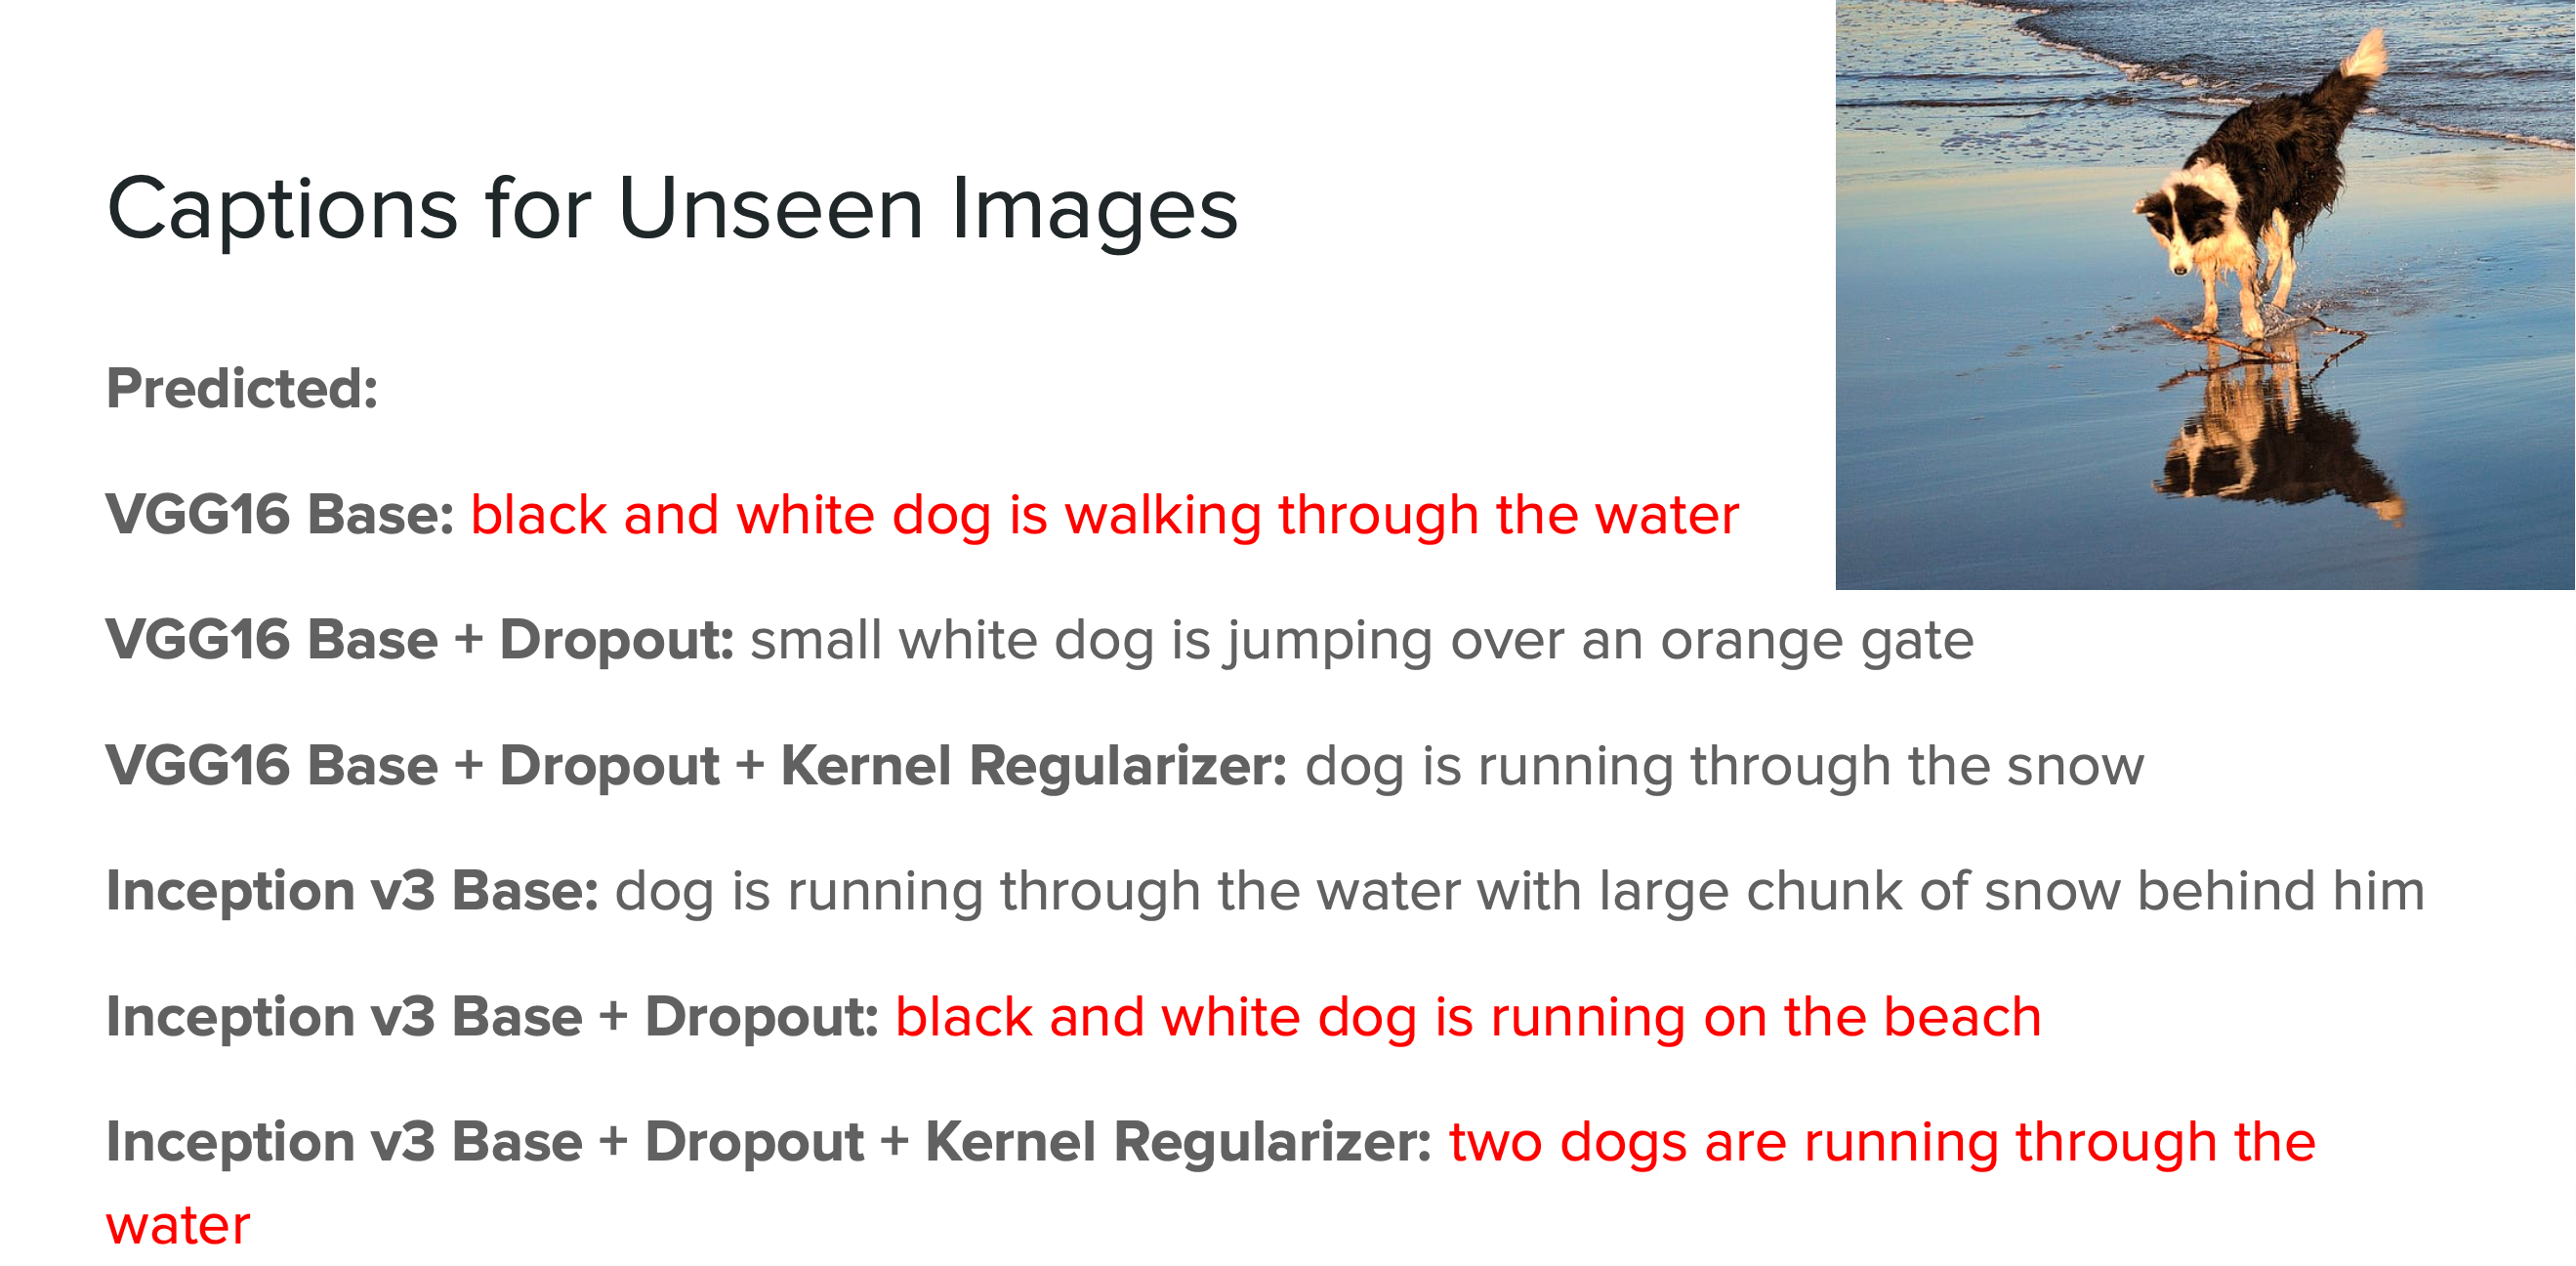 Captions for Unseen Images
Predicted:
VGG16 Base: black and white dog is walking through the water
VGG16 Base + Dropout: small white dog is jumping over an orange gate
VGG16 Base + Dropout + Kernel Regularizer: dog is running through the snow
Inception v3 Base: dog is running through the water with large chunk of snow behind him
Inception v3 Base + Dropout: black and white dog is running on the beach
Inception v3 Base + Dropout + Kernel Regularizer: two dogs are running through the
water